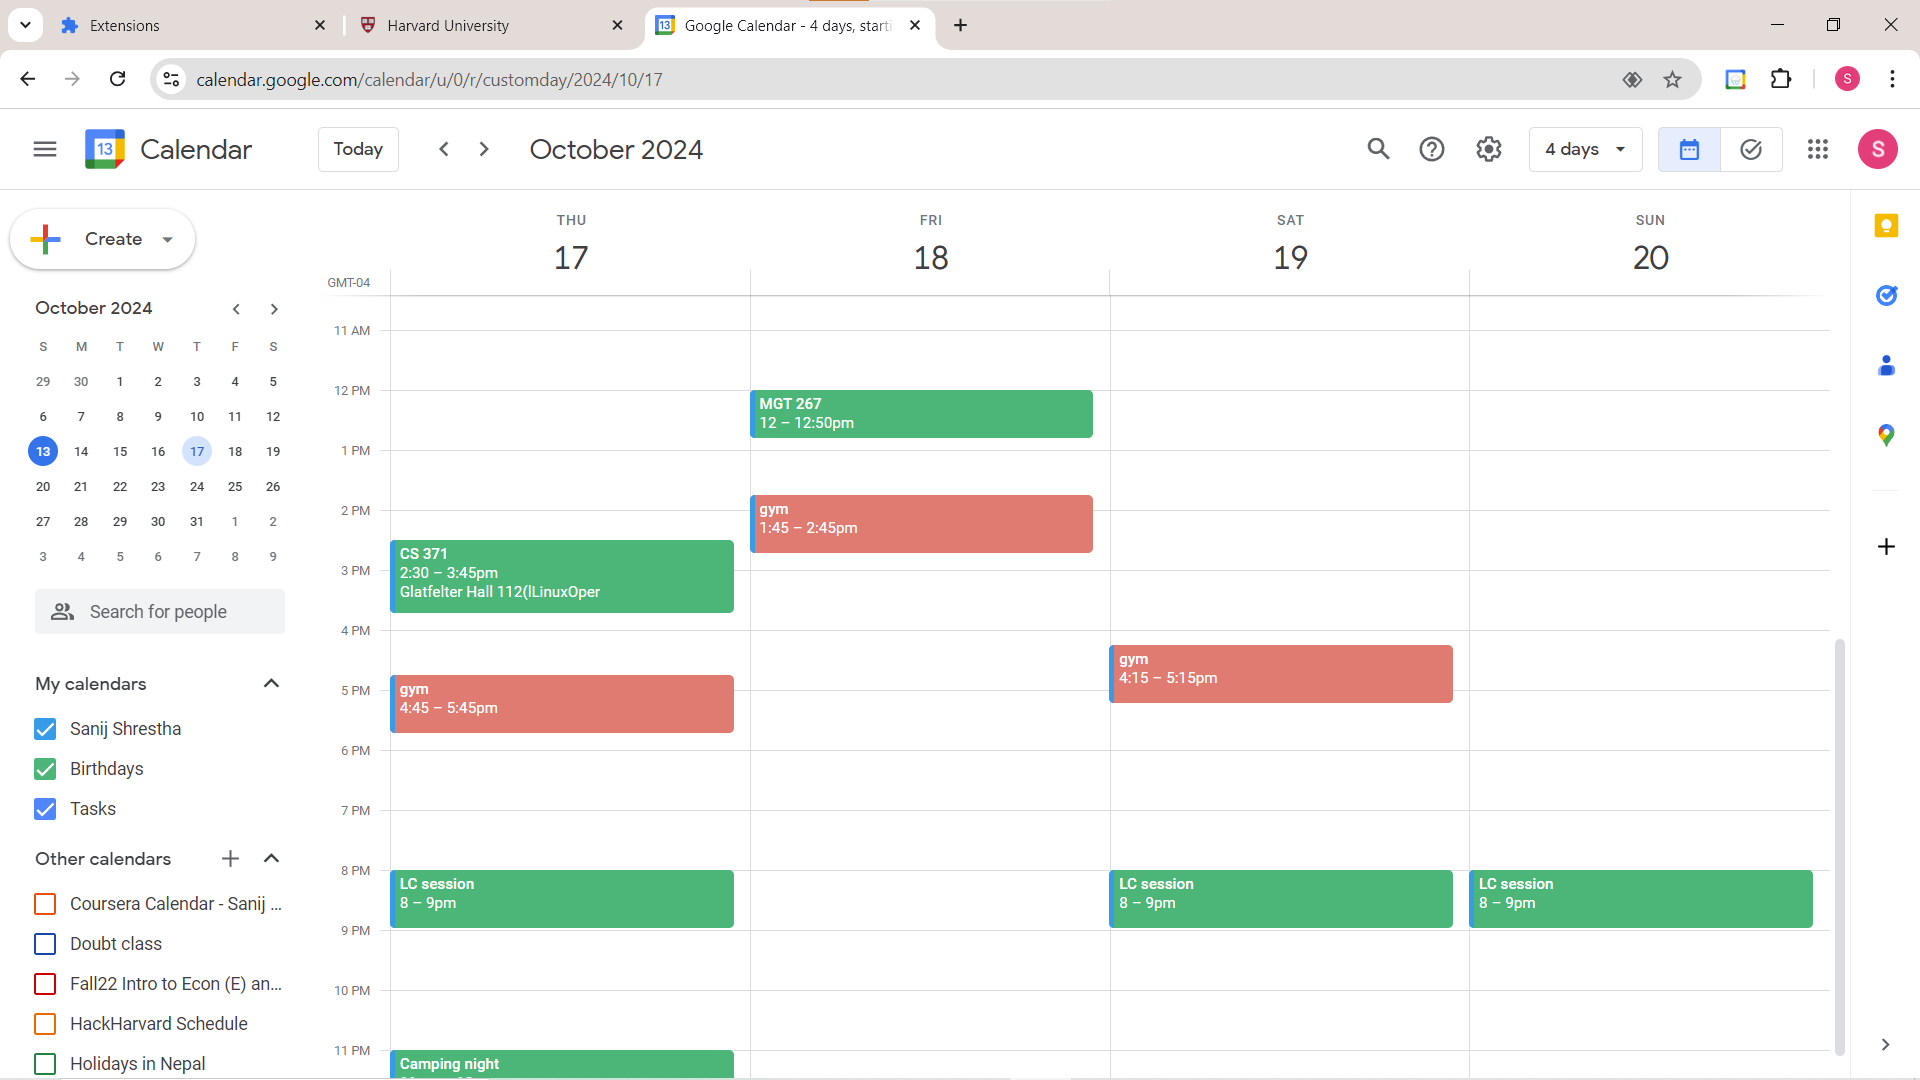 Extensions
Harvard University
Google Calendar - 4 days, starti
calendar.google.com/calendar/u/0/r/customday/2024/10/17
S
13
Calendar
Today
October 2024
4 days
S
Create
October 2024
S M T W T F S
29 30 1 2 3 4 5
6 7 8 9 10 11 12
13 14 15 16 17 18 19
20 21 22 23 24 25 26
27 28 29 30 31 1 2
3 4 5 6 7 8 9
Search for people
My calendars
Sanij Shrestha
Birthdays
Tasks
Other calendars
Coursera Calendar - Sanij ...
Doubt class
Fall22 Intro to Econ (E) an...
HackHarvard Schedule
Holidays in Nepal
THU FRI SAT SUN
17 18 19 20
GMT-04
11 AM
12 PM
1 PM
2 PM
3 PM
4 PM
5 PM
6 PM
7 PM
8 PM
9 PM
10 PM
11 PM
CS 371
2:30 – 3:45pm
Glatfelter Hall 112(lLinuxOper
gym
4:45 – 5:45pm
LC session
8 – 9pm
Camping night
MGT 267
12 – 12:50pm
gym
1:45 – 2:45pm
gym
4:15 – 5:15pm
LC session
8 – 9pm
LC session
8 – 9pm